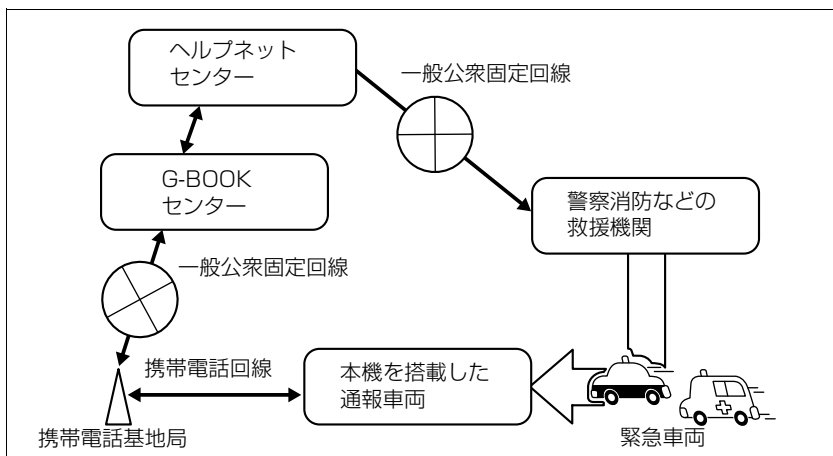 ヘルプネット
センター
一般公衆固定回線
G-BOOK
センター
警察消防などの
救援機関
一般公衆固定回線
携帯電話回線
本機を搭載した
通報車両
携帯電話基地局
緊急車両